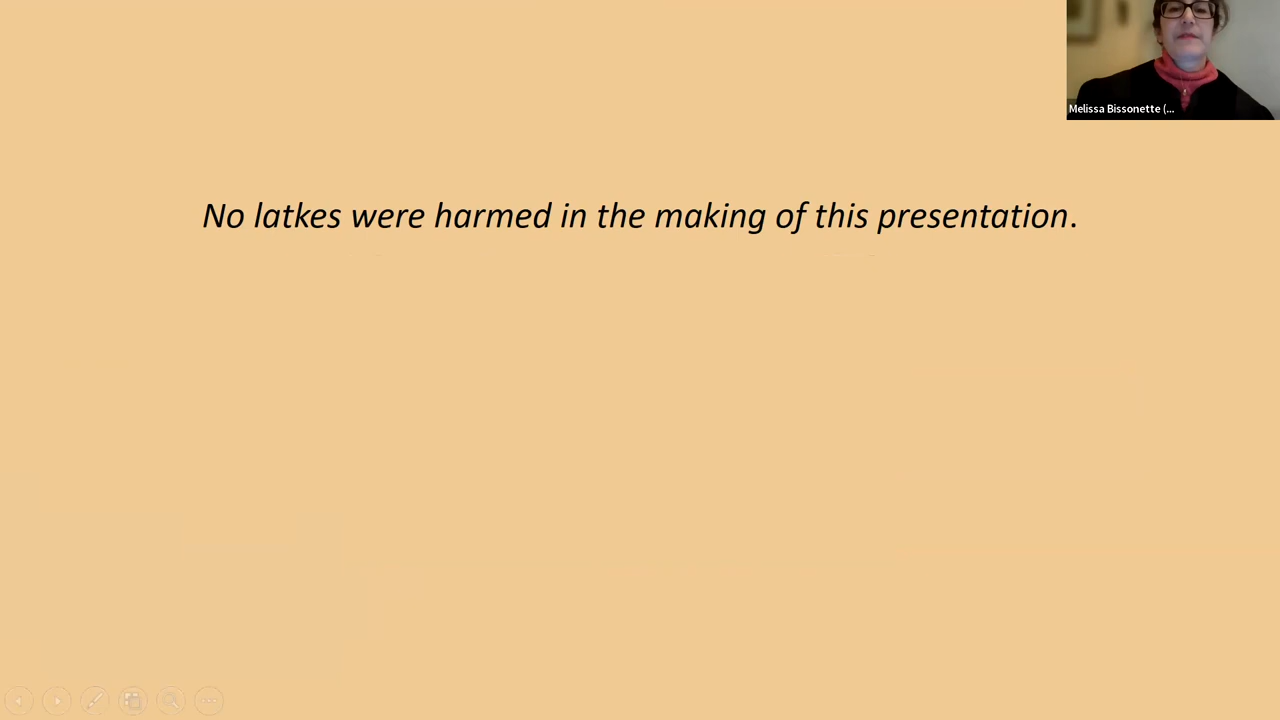 Melissa Bissonette (...
No latkes were harmed in the making of this presentation.